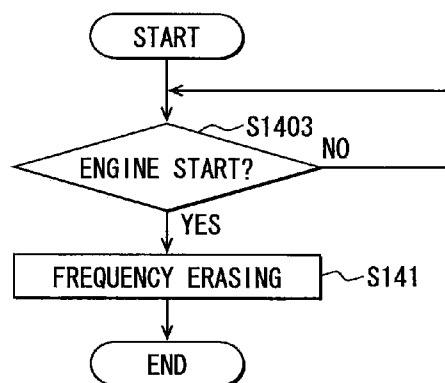 START
S1403
ENGINE START?
NO
YES
FREQUENCY ERASING
S141
END